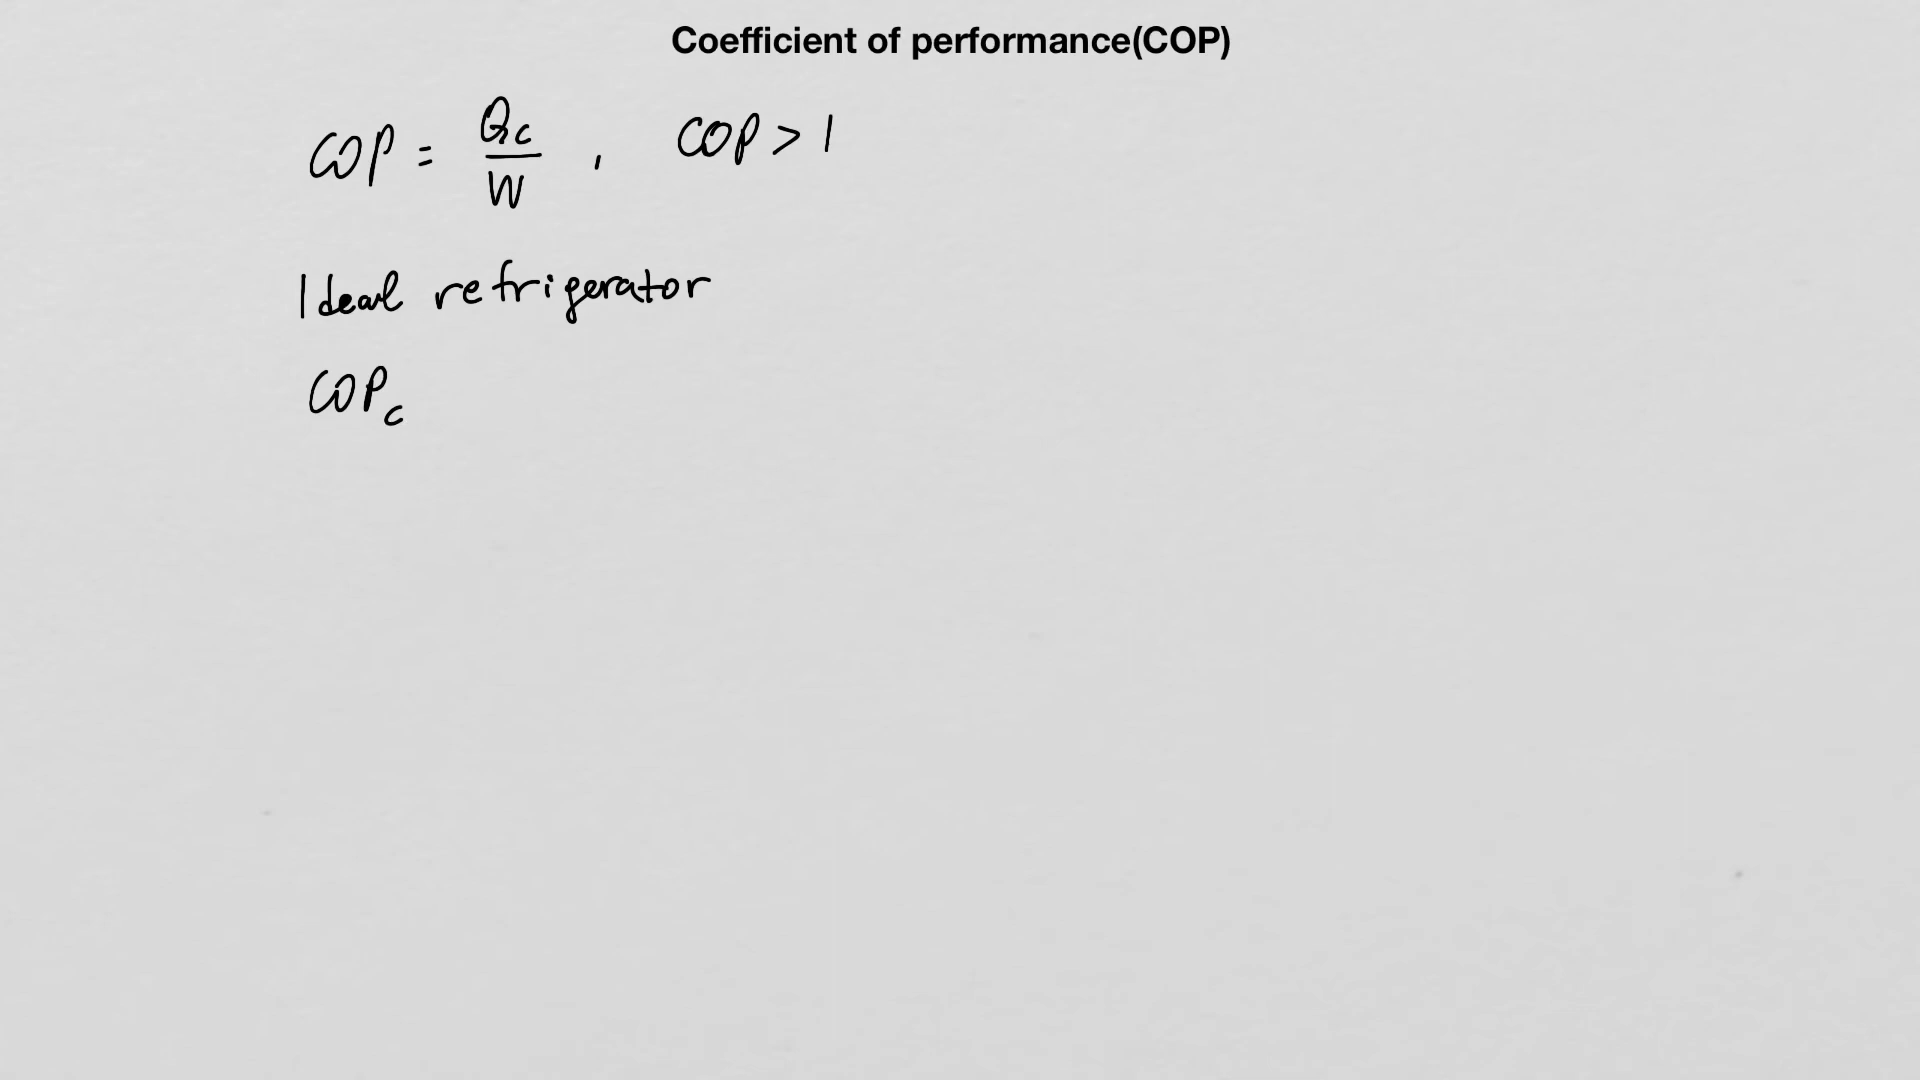 Coefficient of performance(COP)
COP = Qc/W , COP > 1
Ideal refrigerator
COPc